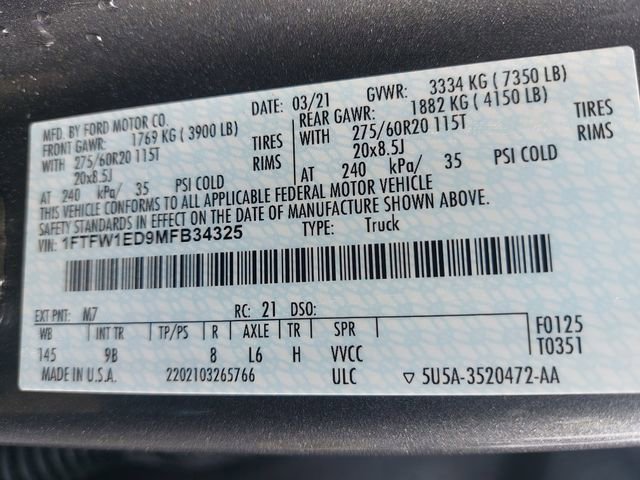 MFD. BY FORD MOTOR CO. DATE: 03/21 GVWR: 3334 KG ( 7350 LB)
FRONT GAWR: 1769 KG ( 3900 LB) REAR GAWR: 1882 KG ( 4150 LB)
WITH 275/60R20 115T TIRES WITH 275/60R20 115T TIRES
20x8.5J RIMS 20x8.5J RIMS
AT 240 kPa/ 35 PSI COLD AT 240 kPa/ 35 PSI COLD
THIS VEHICLE CONFORMS TO ALL APPLICABLE FEDERAL MOTOR VEHICLE
SAFETY STANDARDS IN EFFECT ON THE DATE OF MANUFACTURE SHOWN ABOVE.
VIN: 1FTFW1ED9MFB34325 TYPE: Truck
EXT PNT: M7 RC: 21 DSO:
WB INT TR TP/PS R AXLE TR SPR F0125
145 9B 8 L6 H VVCC T0351
MADE IN U.S.A. 2202103265766 ULC ▽ 5U5A-3520472-AA